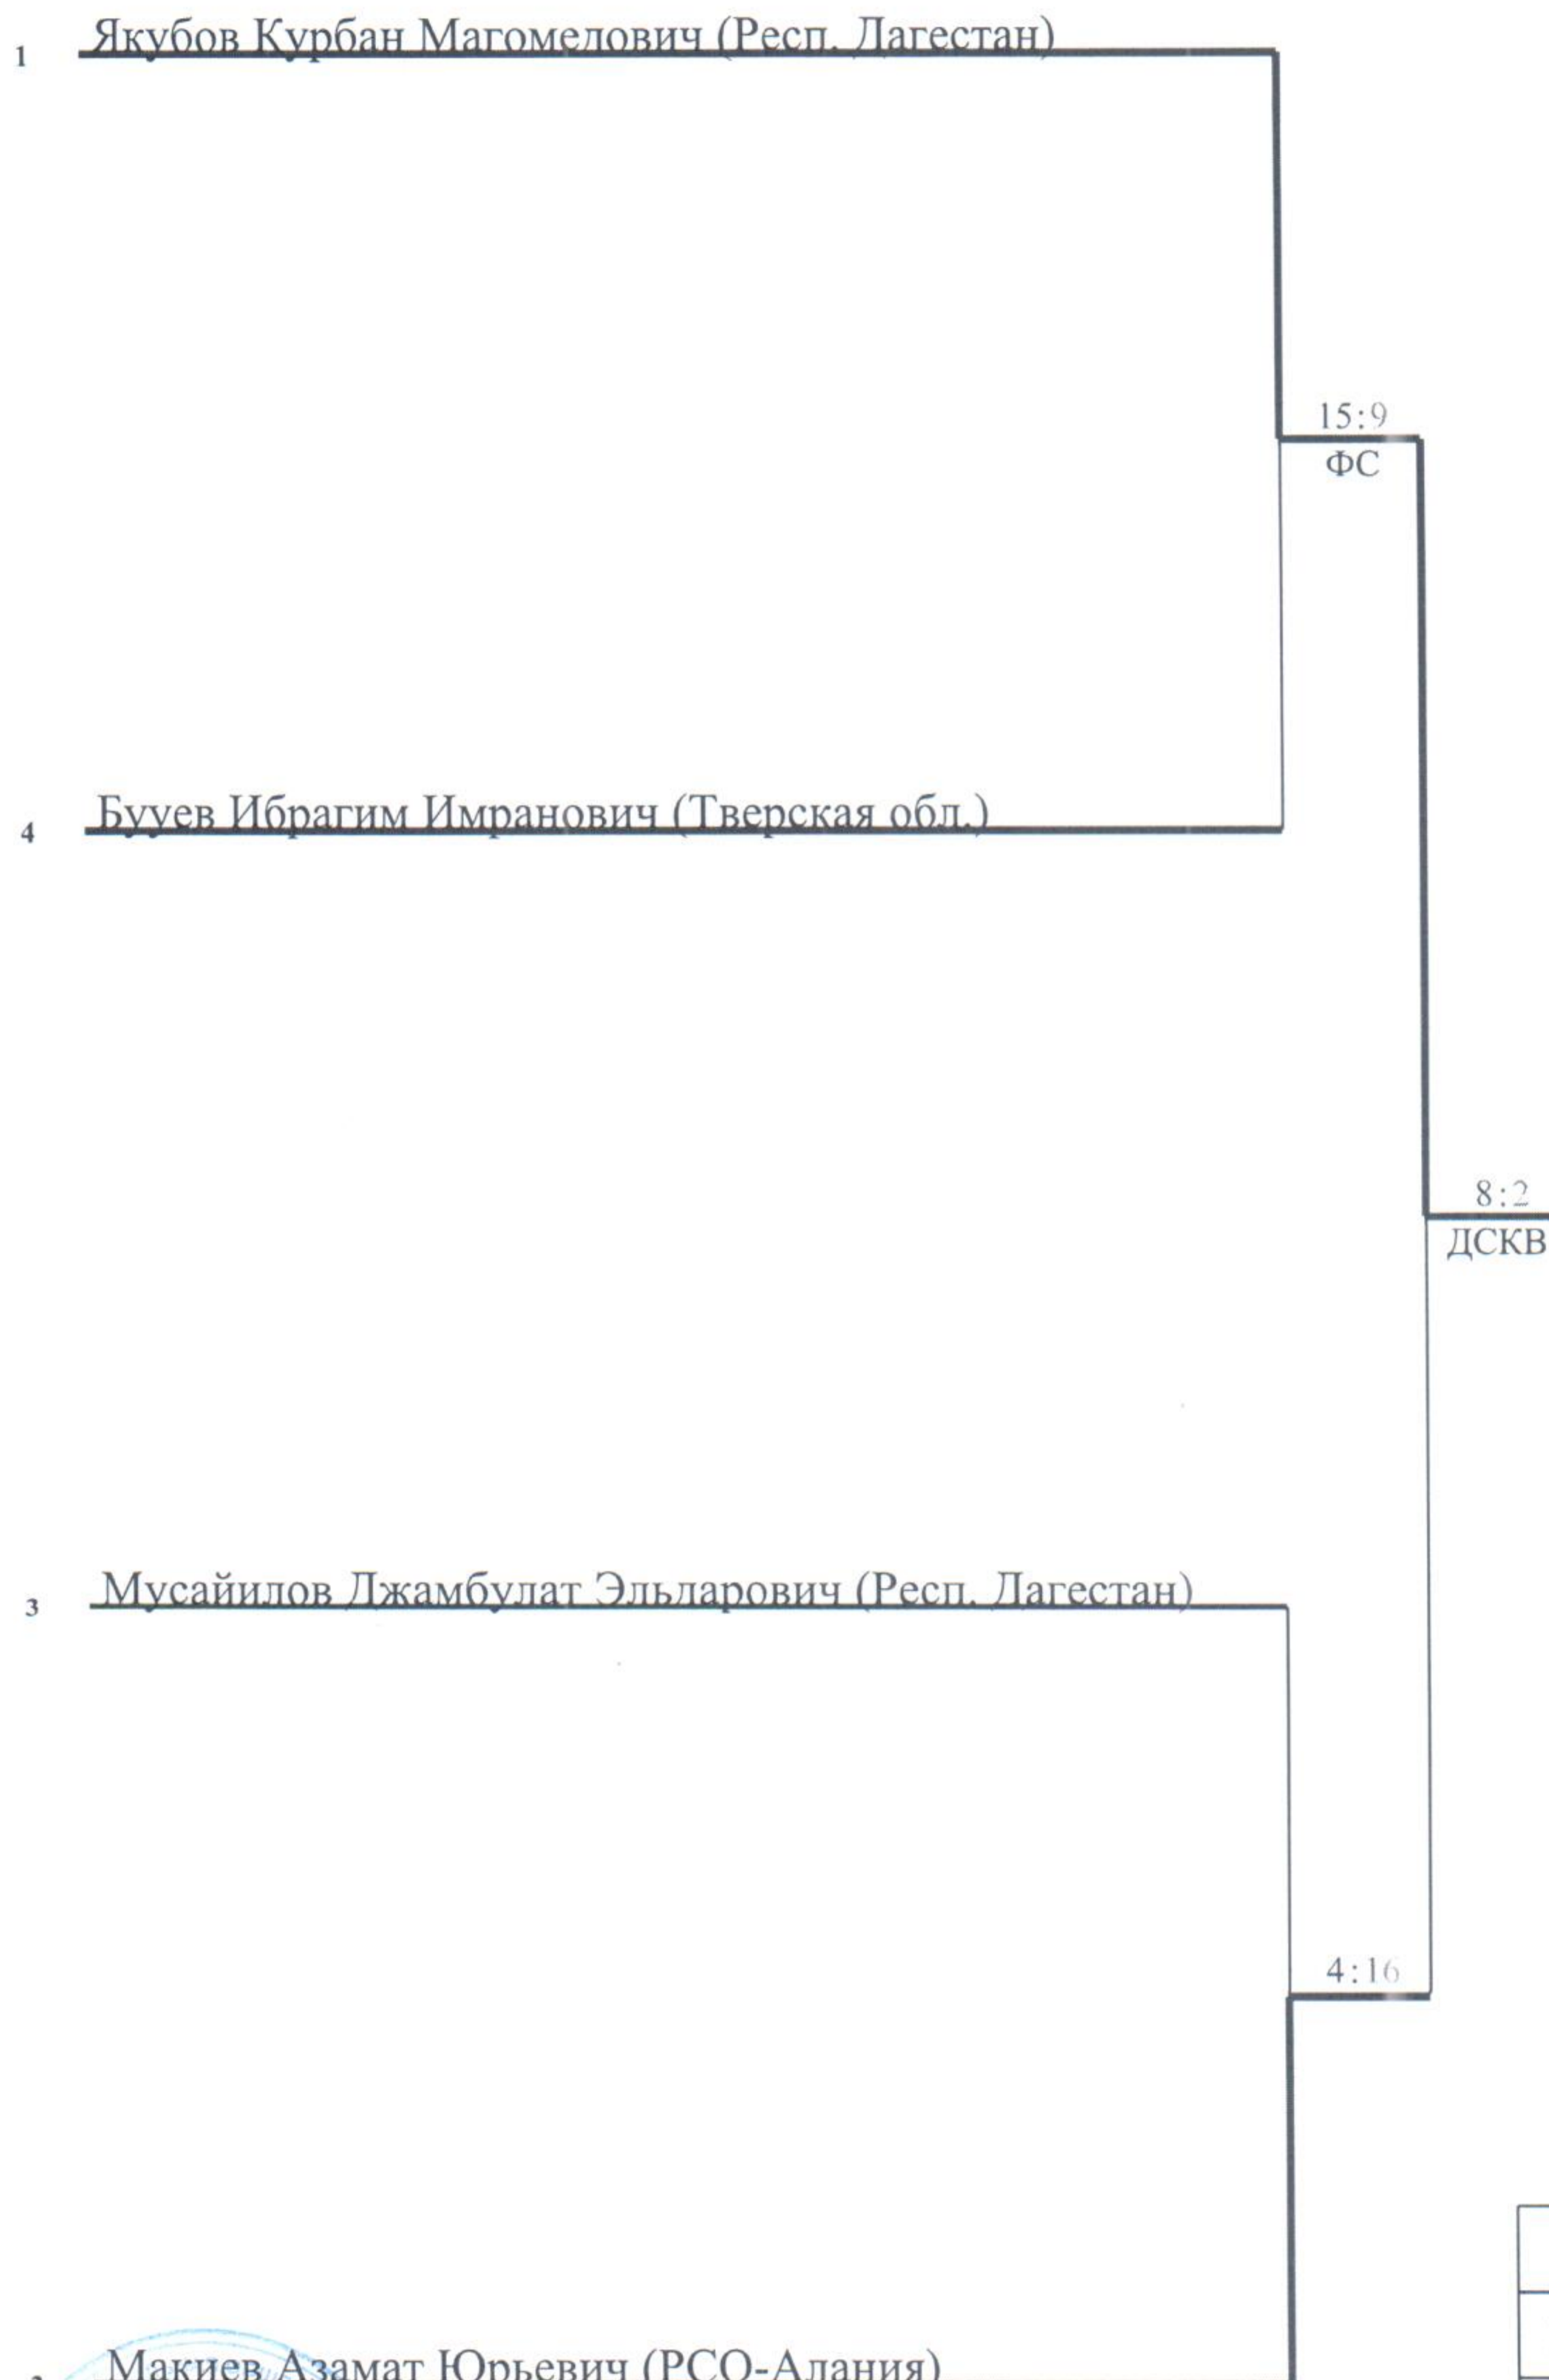 1 Якубов Курбан Магомедович (Респ. Дагестан)
15:9
ФС
4 Бууев Ибрагим Имранович (Тверская обл.)
8:2
ДСКВ
3 Мусайилов Джамбулат Эльдарович (Респ. Дагестан)
4:16
Макиев Азамат Юрьевич (РСО-Алания)